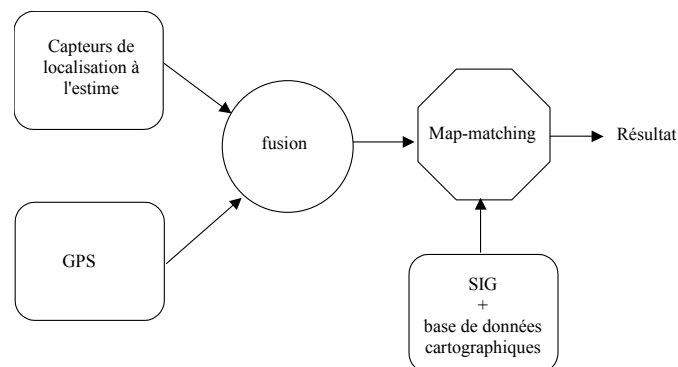 Capteurs de
localisation à
l'estime
fusion
Map-matching
Résultat
GPS
SIG
+
base de données
cartographiques